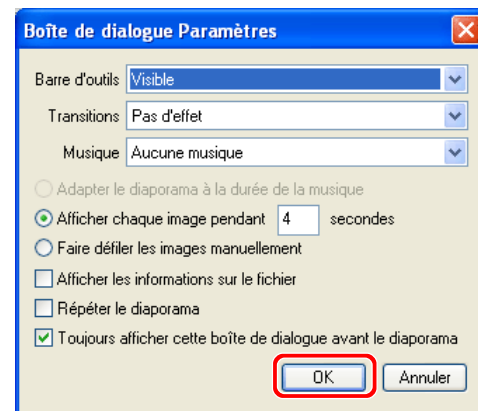 Boîte de dialogue Paramètres
Barre d'outils Visible
Transitions Pas d'effet
Musique Aucune musique
Adapter le diaporama à la durée de la musique
Afficher chaque image pendant 4 secondes
Faire défiler les images manuellement
Afficher les informations sur le fichier
Répéter le diaporama
Toujours afficher cette boîte de dialogue avant le diaporama
OK Annuler